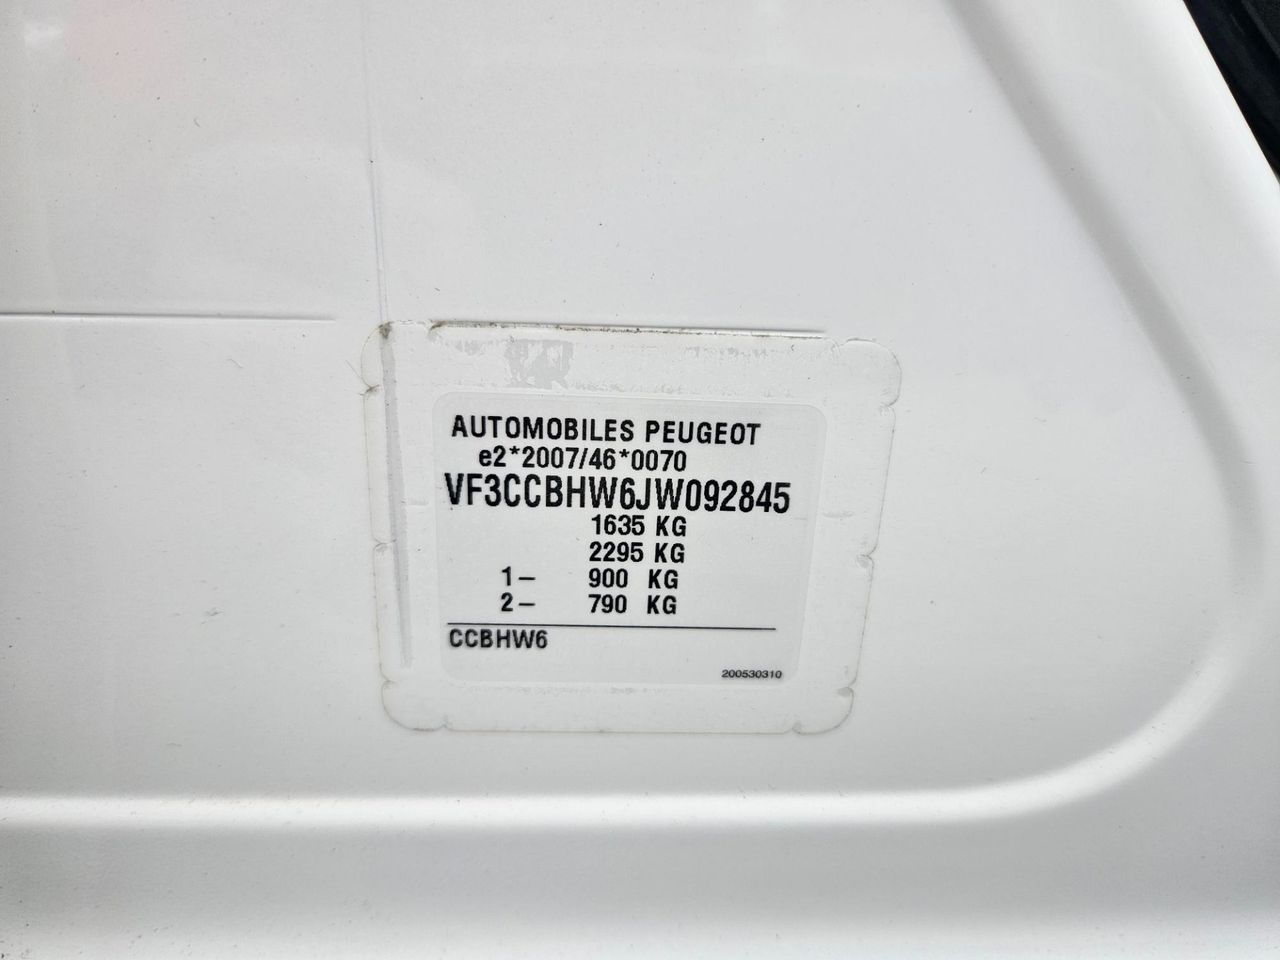 AUTOMOBILES PEUGEOT
e2*2007/46*0070
VF3CCBHW6JW092845
1635 KG
2295 KG
1- 900 KG
2- 790 KG
CCBHW6
200530310